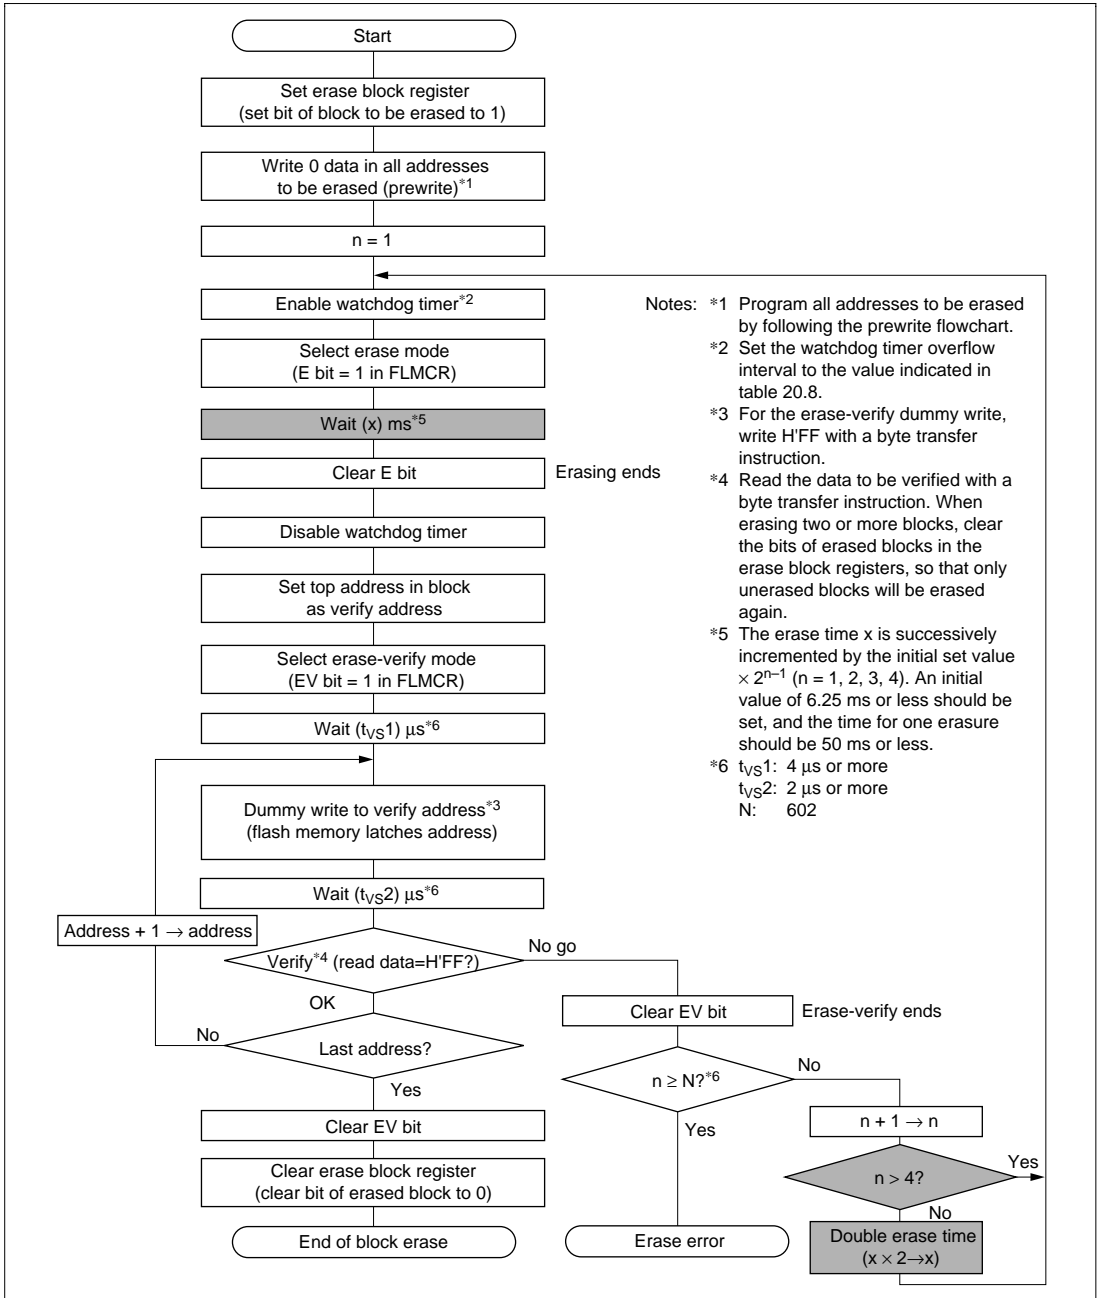 Start
Set erase block register
(set bit of block to be erased to 1)
Write 0 data in all addresses
to be erased (prewrite)*1
n = 1
Enable watchdog timer*2
Select erase mode
(E bit = 1 in FLMCR)
Wait (x) ms*5
Clear E bit
Erasing ends
Disable watchdog timer
Set top address in block
as verify address
Select erase-verify mode
(EV bit = 1 in FLMCR)
Wait (tVS1) μs*6
Dummy write to verify address*3
(flash memory latches address)
Wait (tVS2) μs*6
Address + 1 → address
Verify*4 (read data=H'FF?)
No go
OK
Last address?
No
Yes
Clear EV bit
Clear erase block register
(clear bit of erased block to 0)
End of block erase
Clear EV bit
Erase-verify ends
n ≥ N?*6
No
Yes
Erase error
n + 1 → n
n > 4?
Yes
No
Double erase time
(x × 2→x)
Notes: *1 Program all addresses to be erased
by following the prewrite flowchart.
*2 Set the watchdog timer overflow
interval to the value indicated in
table 20.8.
*3 For the erase-verify dummy write,
write H'FF with a byte transfer
instruction.
*4 Read the data to be verified with a
byte transfer instruction. When
erasing two or more blocks, clear
the bits of erased blocks in the
erase block registers, so that only
unerased blocks will be erased
again.
*5 The erase time x is successively
incremented by the initial set value
× 2n–1 (n = 1, 2, 3, 4). An initial
value of 6.25 ms or less should be
set, and the time for one erasure
should be 50 ms or less.
*6 tVS1: 4 μs or more
tVS2: 2 μs or more
N: 602